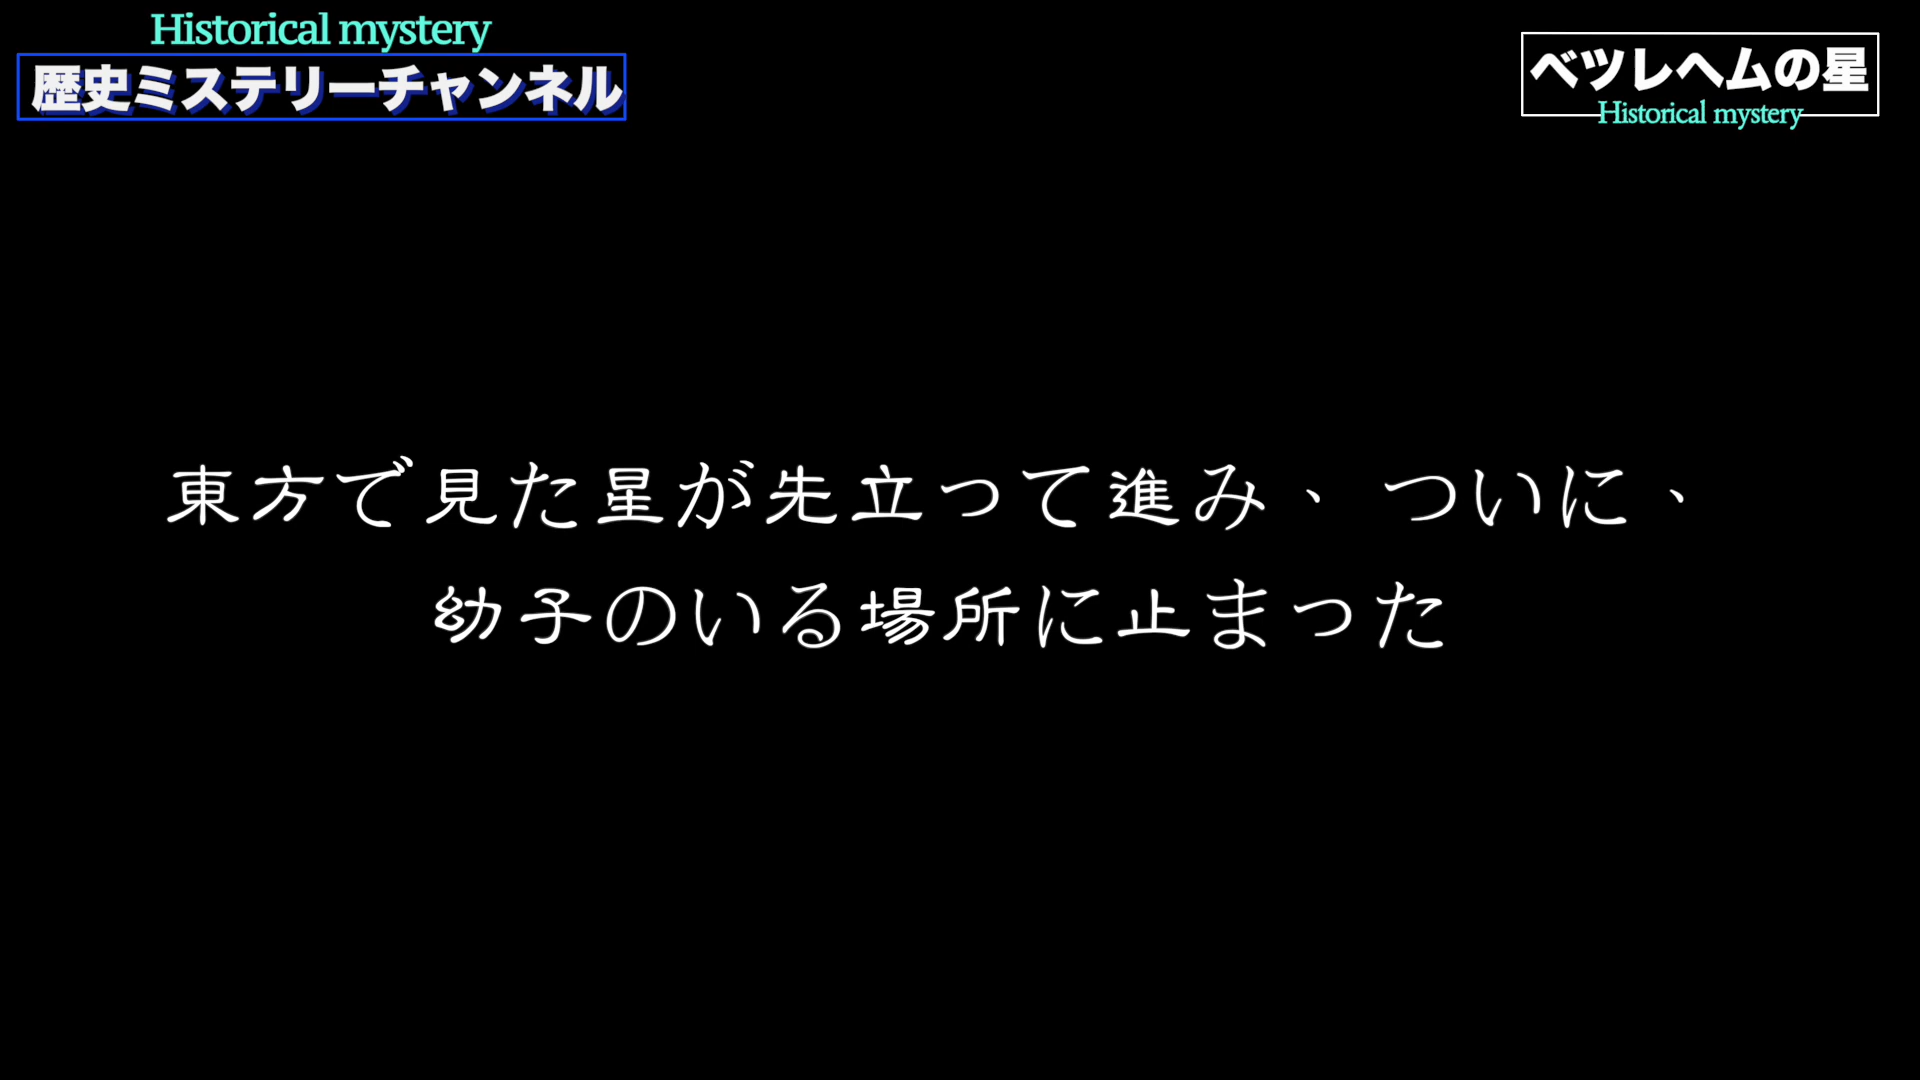 Historical mystery
歴史ミステリーチャンネル
ベツレヘムの星
Historical mystery
東方で見た星が先立って進み、ついに、
幼子のいる場所に止まった